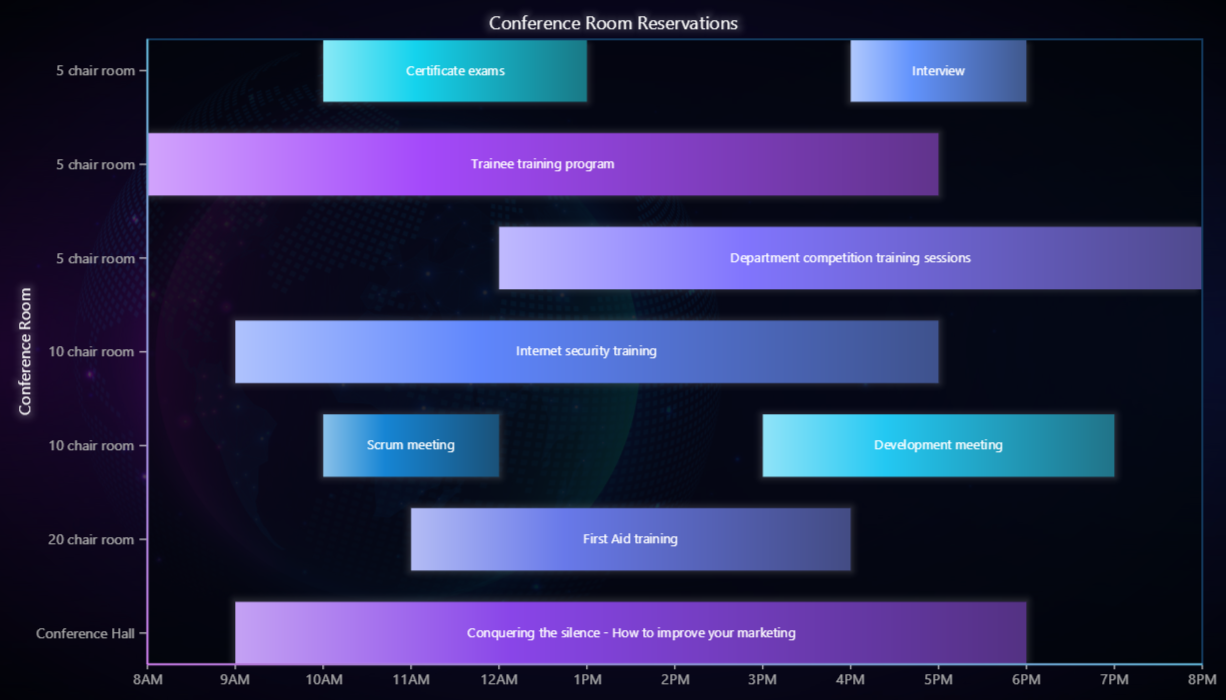 Conference Room Reservations
5 chair room
Certificate exams
Interview
5 chair room
Trainee training program
5 chair room
Department competition training sessions
Conference Room
10 chair room
Internet security training
10 chair room
Scrum meeting
Development meeting
20 chair room
First Aid training
Conference Hall
Conquering the silence - How to improve your marketing
8AM 9AM 10AM 11AM 12AM 1PM 2PM 3PM 4PM 5PM 6PM 7PM 8PM